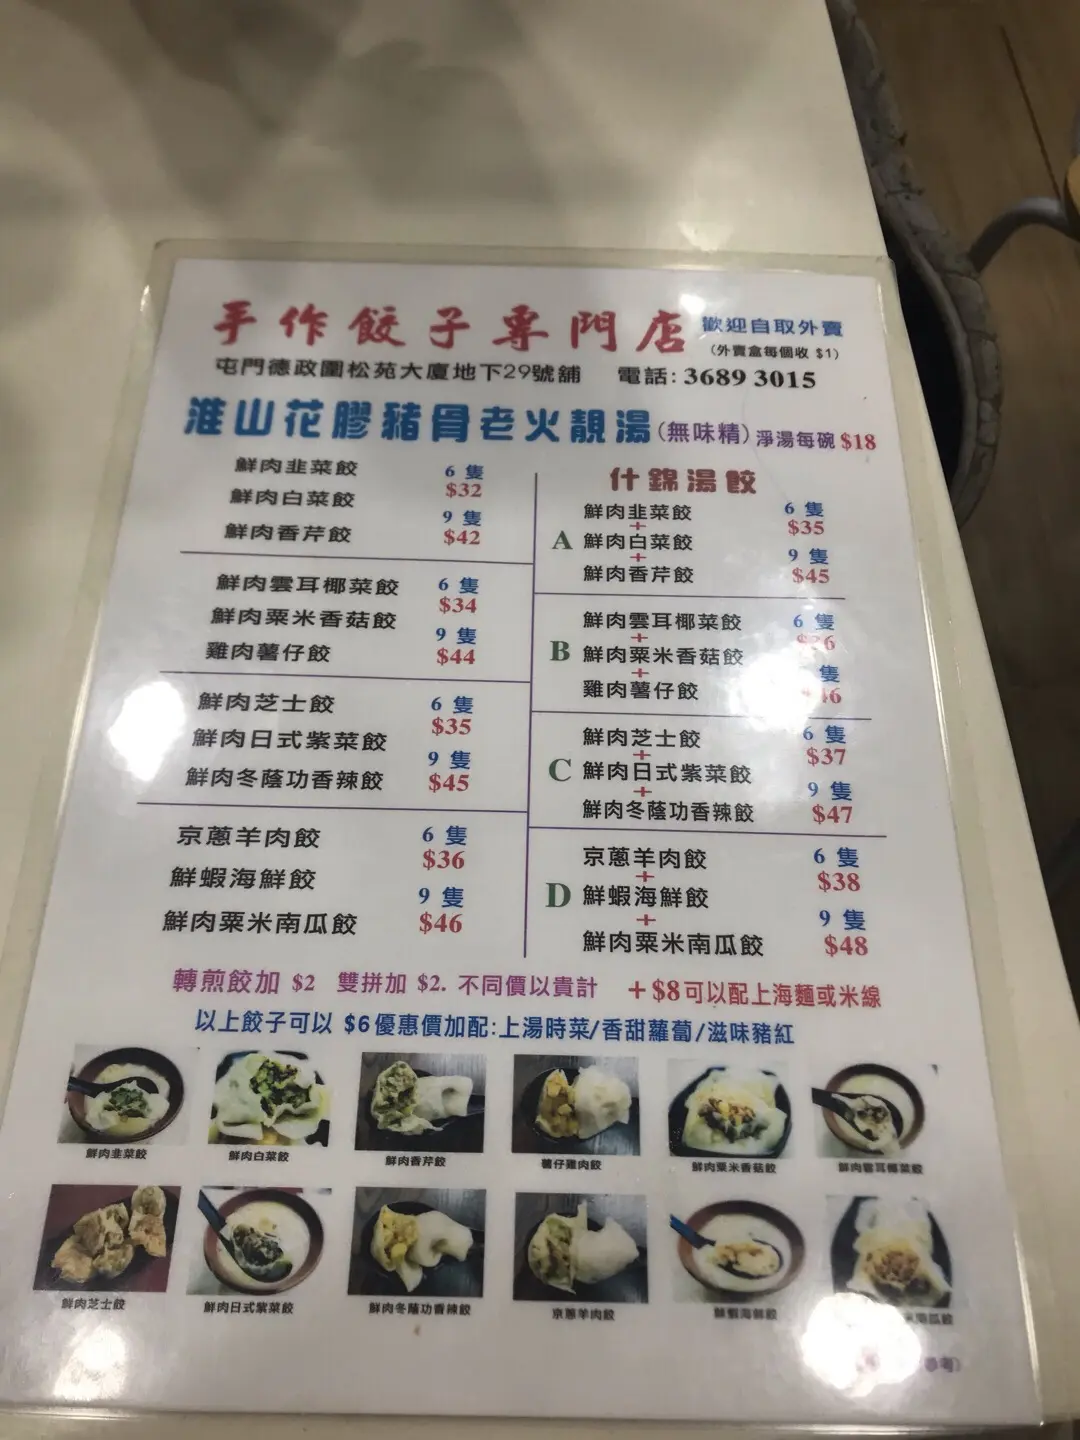 手作餃子專門店
歡迎自取外賣
(外賣盒每個收 $1)
屯門德政圍松苑大廈地下29號舖 電話: 3689 3015
淮山花膠豬骨老火靚湯(無味精) 淨湯每碗 $18
鮮肉韭菜餃
鮮肉白菜餃
鮮肉香芹餃
6 隻
$32
9 隻
$42
鮮肉雲耳椰菜餃
鮮肉粟米香菇餃
雞肉薯仔餃
6 隻
$34
9 隻
$44
鮮肉芝士餃
鮮肉日式紫菜餃
鮮肉冬蔭功香辣餃
6 隻
$35
9 隻
$45
京蔥羊肉餃
鮮蝦海鮮餃
鮮肉粟米南瓜餃
6 隻
$36
9 隻
$46
什錦湯餃
A
鮮肉韭菜餃
+
鮮肉白菜餃
+
鮮肉香芹餃
6 隻
$35
9 隻
$45
B
鮮肉雲耳椰菜餃
+
鮮肉粟米香菇餃
+
雞肉薯仔餃
6 隻
隻
C
鮮肉芝士餃
+
鮮肉日式紫菜餃
+
鮮肉冬蔭功香辣餃
6 隻
$37
9 隻
$47
D
京蔥羊肉餃
+
鮮蝦海鮮餃
+
鮮肉粟米南瓜餃
6 隻
$38
9 隻
$48
轉煎餃加 $2 雙拼加 $2. 不同價以貴計 +$8可以配上海麵或米線
以上餃子可以 $6優惠價加配:上湯時菜/香甜蘿蔔/滋味豬紅
鮮肉韭菜餃
鮮肉白菜餃
鮮肉香芹餃
薯仔雞肉餃
鮮肉粟米香菇餃
鮮肉雲耳椰菜餃
鮮肉芝士餃
鮮肉日式紫菜餃
鮮肉冬蔭功香辣餃
京蔥羊肉餃
鮮蝦海鮮餃
南瓜餃
參考)